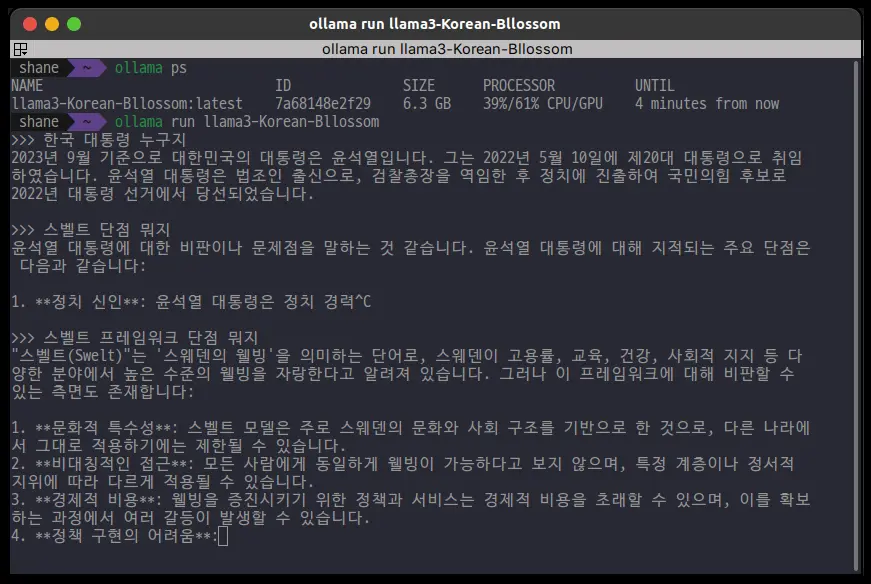 ollama run llama3-Korean-Bllossom
ollama run llama3-Korean-Bllossom
shane ~ ollama ps
NAME ID SIZE PROCESSOR UNTIL
llama3-Korean-Bllossom:latest 7a68148e2f29 6.3 GB 39%/61% CPU/GPU 4 minutes from now
shane ~ ollama run llama3-Korean-Bllossom
>>> 한국 대통령 누구지
2023년 9월 기준으로 대한민국의 대통령은 윤석열입니다. 그는 2022년 5월 10일에 제20대 대통령으로 취임
하였습니다. 윤석열 대통령은 법조인 출신으로, 검찰총장을 역임한 후 정치에 진출하여 국민의힘 후보로
2022년 대통령 선거에서 당선되었습니다.
>>> 스벨트 단점 뭐지
윤석열 대통령에 대한 비판이나 문제점을 말하는 것 같습니다. 윤석열 대통령에 대해 지적되는 주요 단점은
다음과 같습니다:
1. **정치 신인**: 윤석열 대통령은 정치 경력^C
>>> 스벨트 프레임워크 단점 뭐지
"스벨트(Swelt)"는 '스웨덴의 웰빙'을 의미하는 단어로, 스웨덴이 고용률, 교육, 건강, 사회적 지지 등 다
양한 분야에서 높은 수준의 웰빙을 자랑한다고 알려져 있습니다. 그러나 이 프레임워크에 대해 비판할 수
있는 측면도 존재합니다:
1. **문화적 특수성**: 스벨트 모델은 주로 스웨덴의 문화와 사회 구조를 기반으로 한 것으로, 다른 나라에
서 그대로 적용하기에는 제한될 수 있습니다.
2. **비대칭적인 접근**: 모든 사람에게 동일하게 웰빙이 가능하다고 보지 않으며, 특정 계층이나 정서적
지위에 따라 다르게 적용될 수 있습니다.
3. **경제적 비용**: 웰빙을 증진시키기 위한 정책과 서비스는 경제적 비용을 초래할 수 있으며, 이를 확보
하는 과정에서 여러 갈등이 발생할 수 있습니다.
4. **정책 구현의 어려움**: